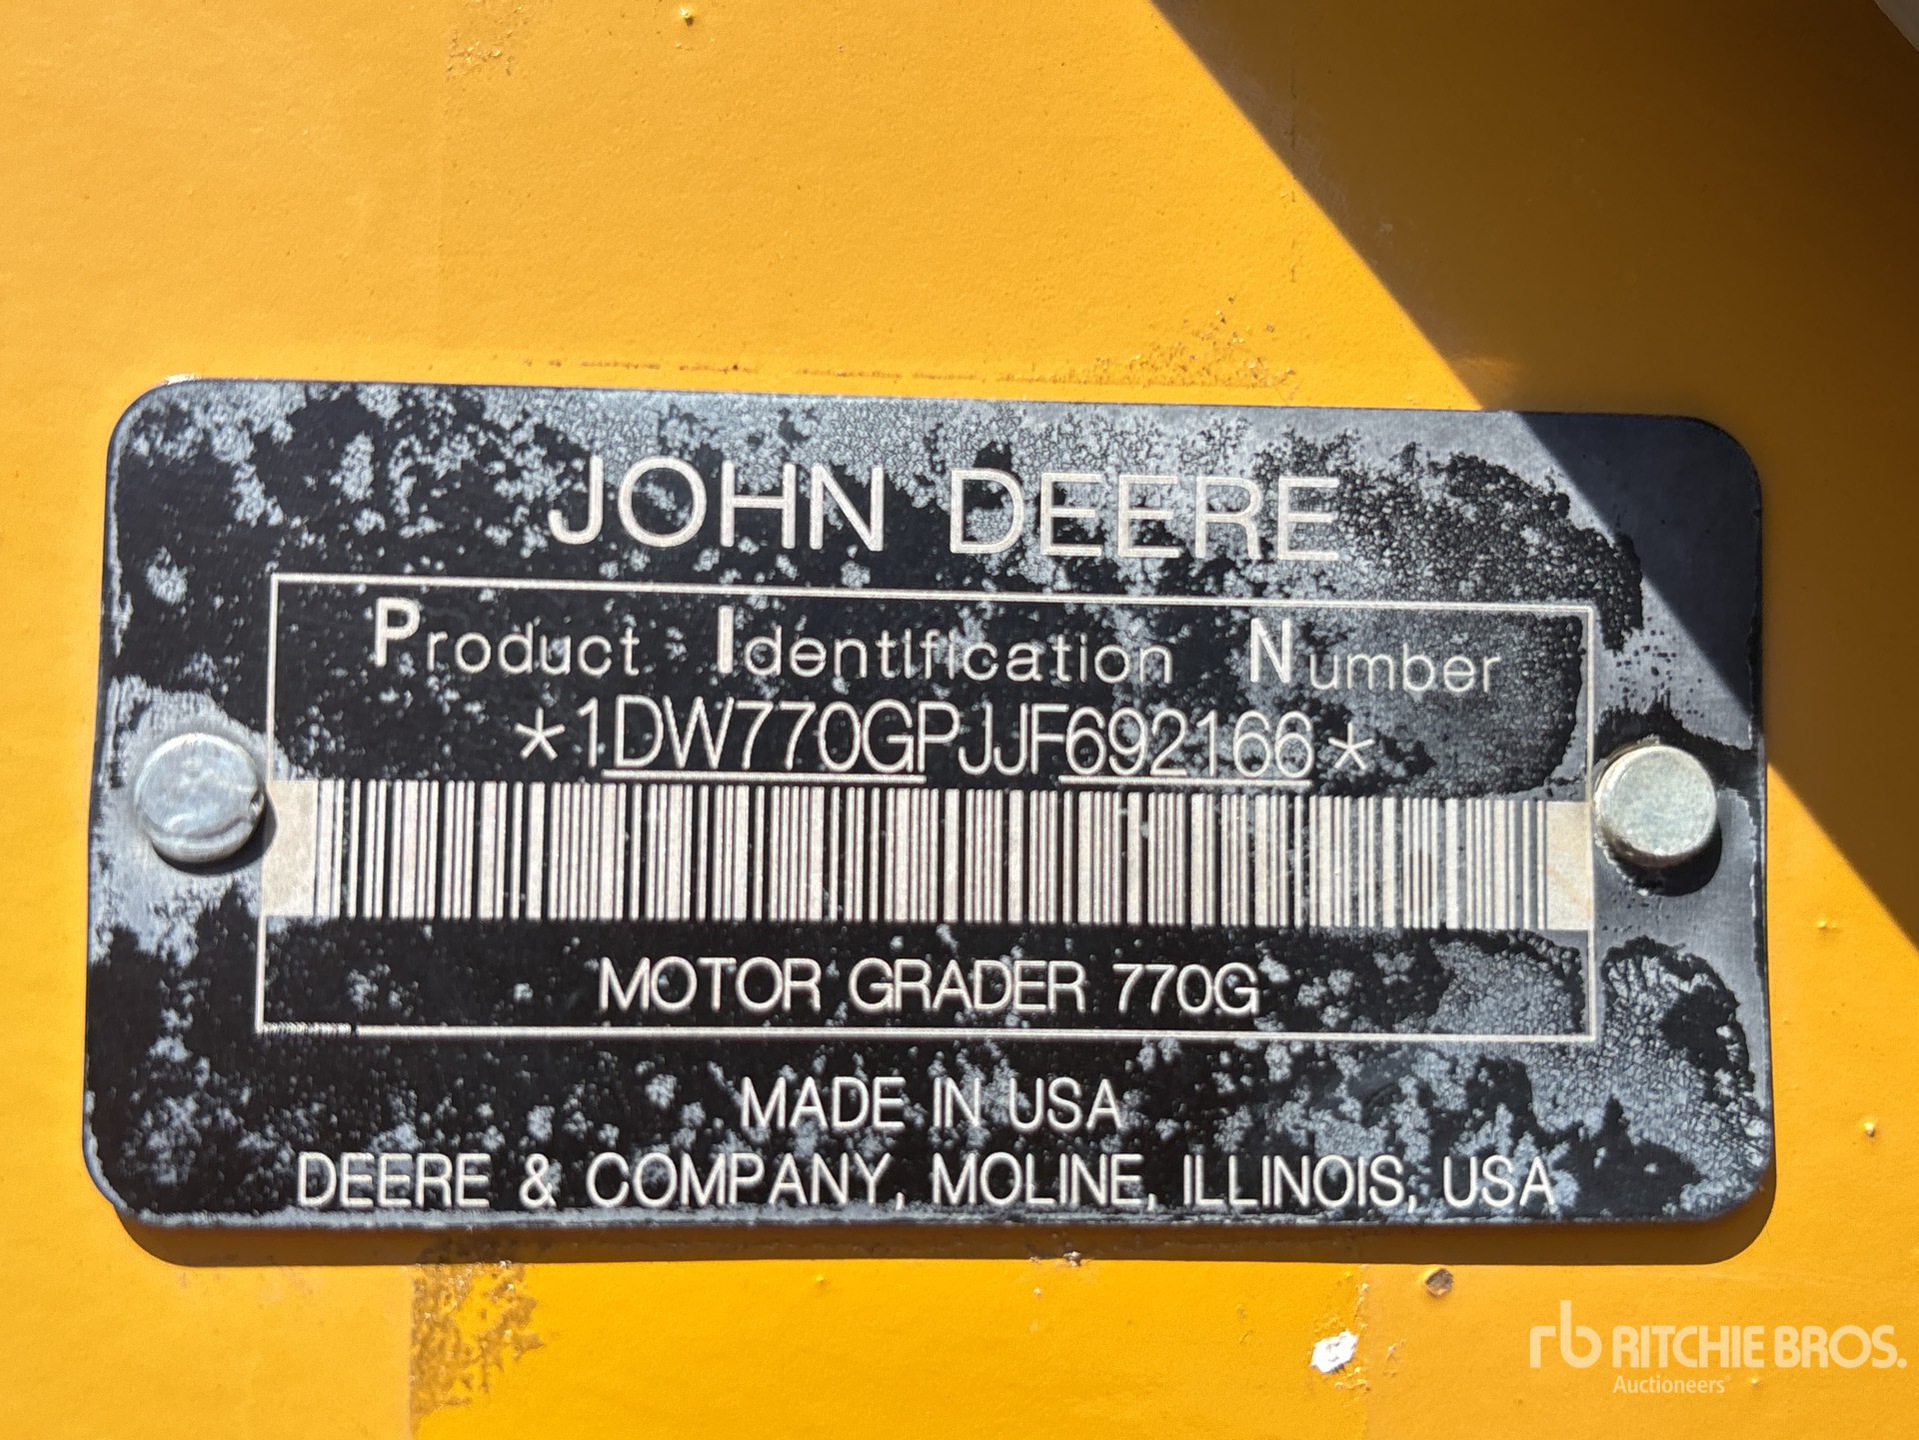 JOHN DEERE
Product Identification Number
*1DW770GPJJF692166*
MOTOR GRADER 770G
MADE IN USA
DEERE & COMPANY, MOLINE, ILLINOIS, USA
rb RITCHIE BROS.
Auctioneers